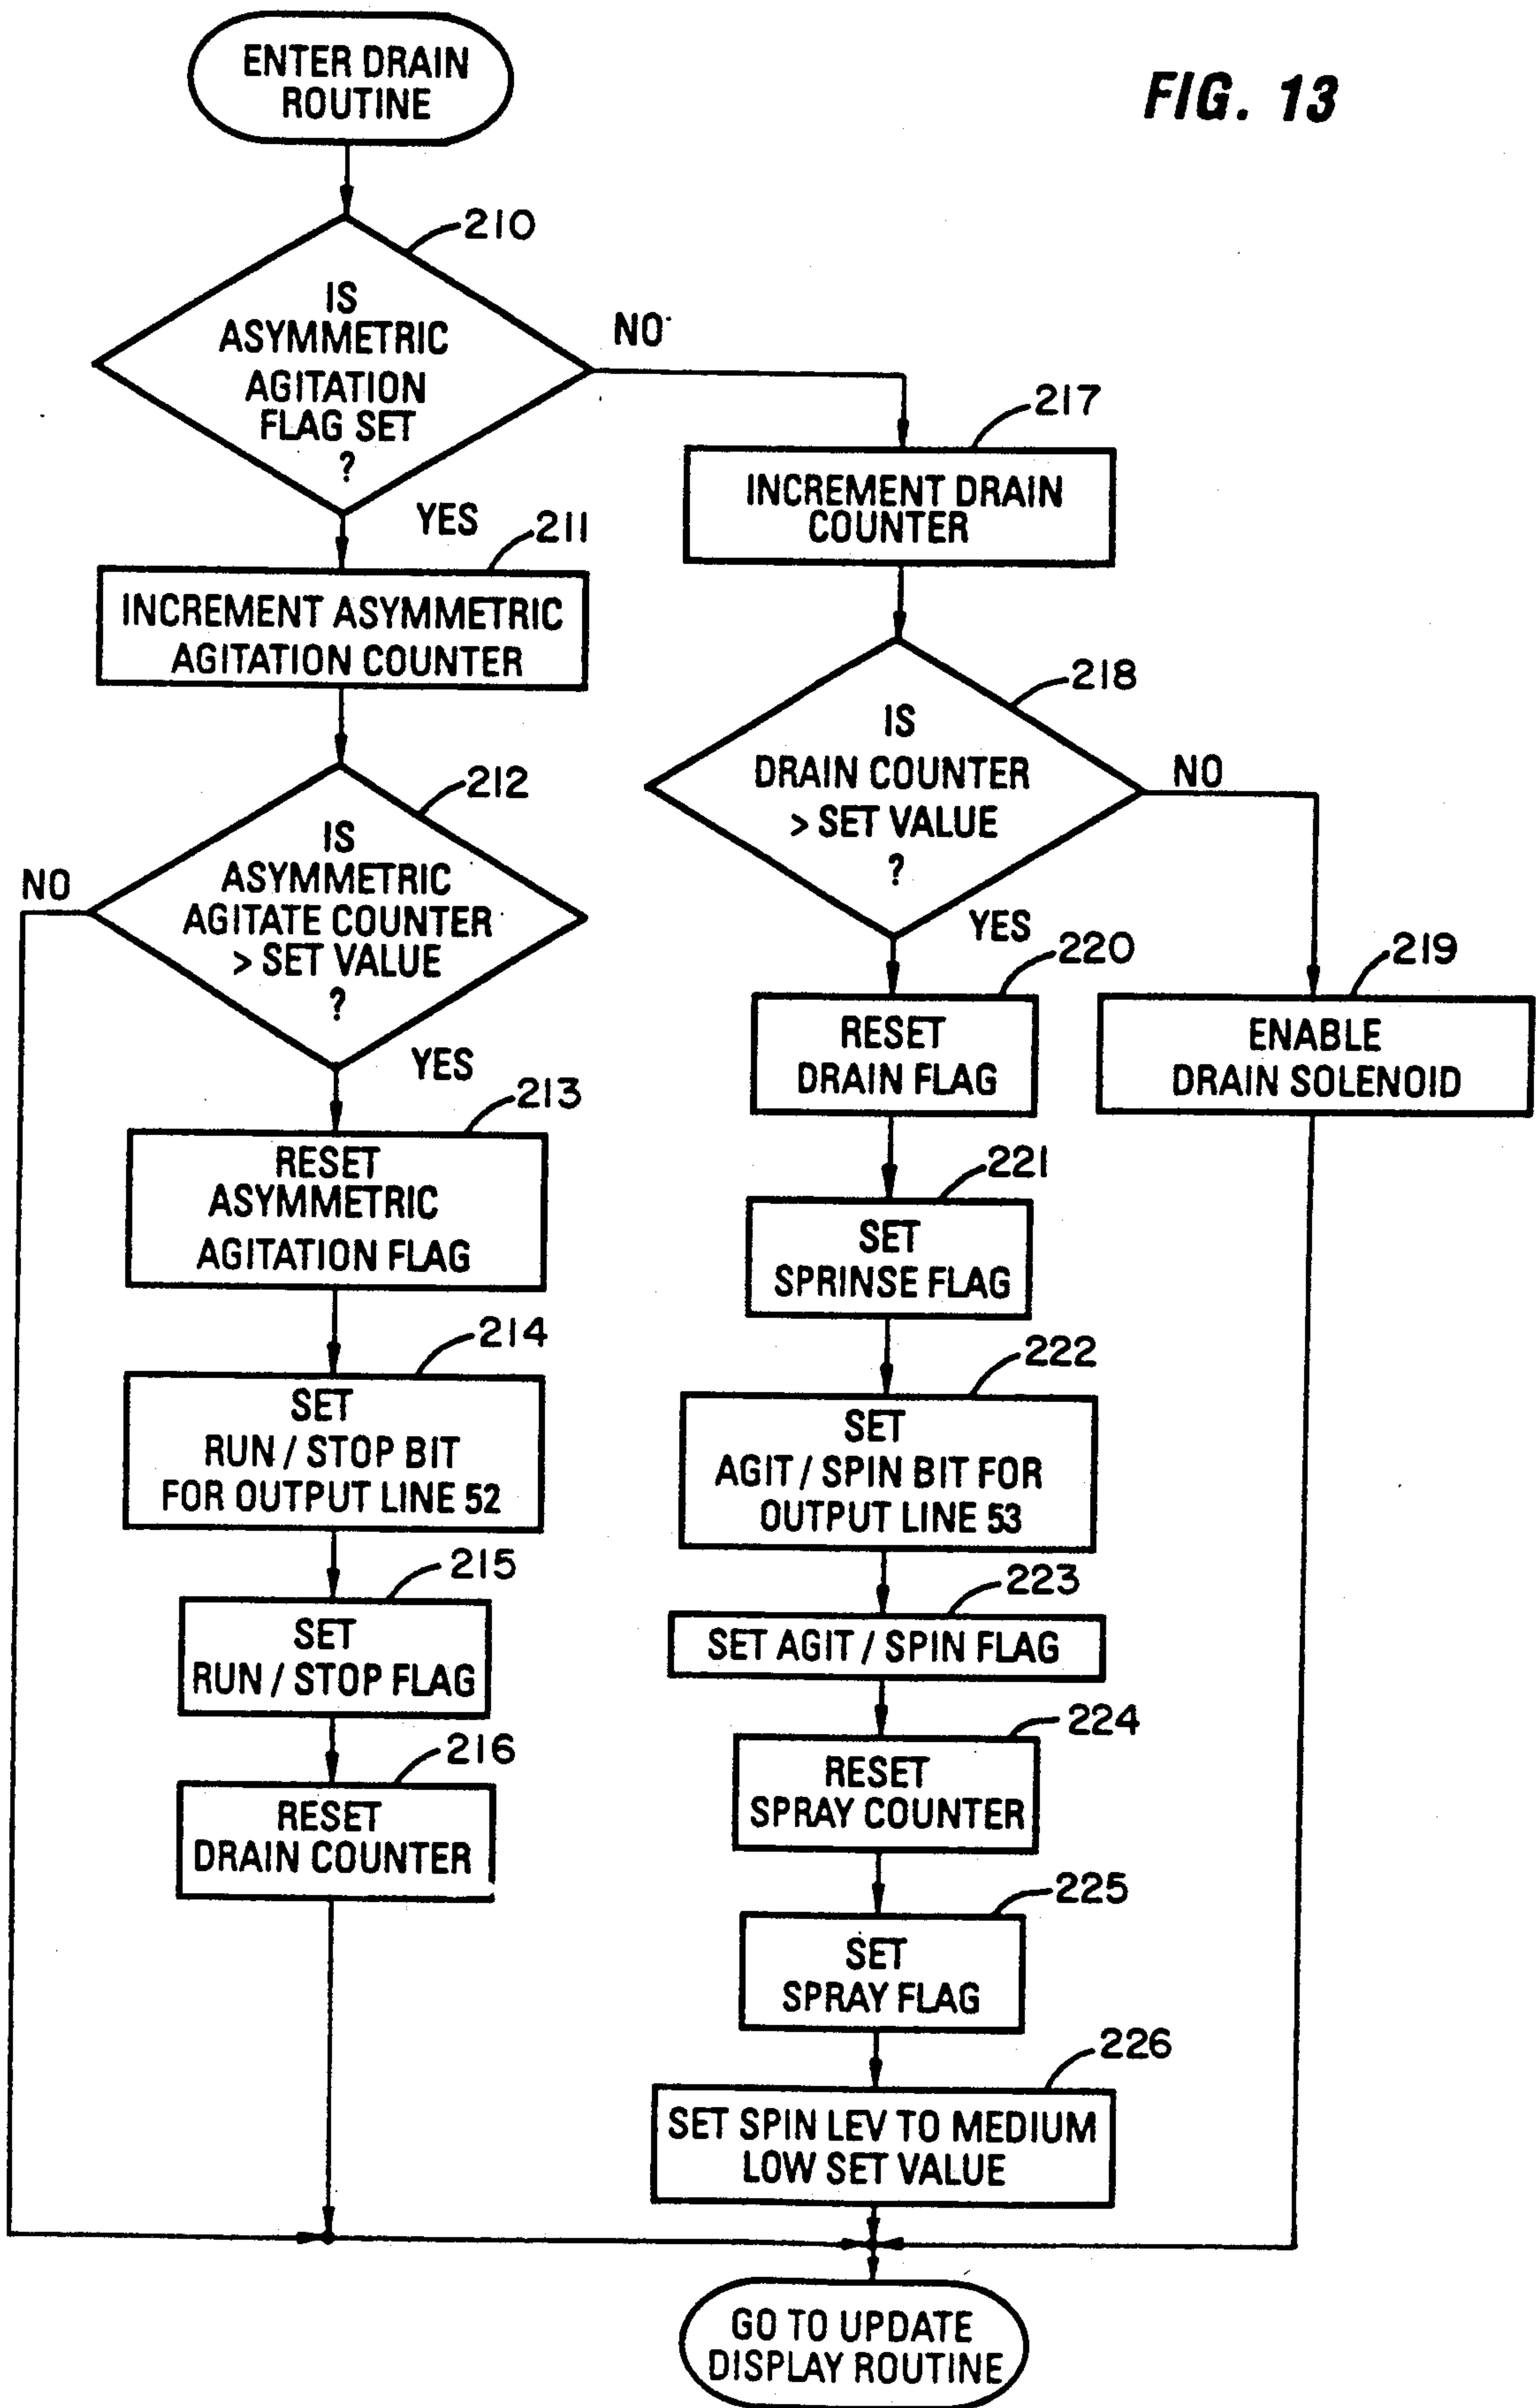 FIG. 13
ENTER DRAIN
ROUTINE
210
IS
ASYMMETRIC
AGITATION
FLAG SET
?
NO
YES
211
INCREMENT ASYMMETRIC
AGITATION COUNTER
212
IS
ASYMMETRIC
AGITATE COUNTER
> SET VALUE
?
NO
YES
213
RESET
ASYMMETRIC
AGITATION FLAG
214
SET
RUN / STOP BIT
FOR OUTPUT LINE 52
215
SET
RUN / STOP FLAG
216
RESET
DRAIN COUNTER
217
INCREMENT DRAIN
COUNTER
218
IS
DRAIN COUNTER
> SET VALUE
?
NO
YES
219
ENABLE
DRAIN SOLENOID
220
RESET
DRAIN FLAG
221
SET
SPRINSE FLAG
222
SET
AGIT / SPIN BIT FOR
OUTPUT LINE 53
223
SET AGIT / SPIN FLAG
224
RESET
SPRAY COUNTER
225
SET
SPRAY FLAG
226
SET SPIN LEV TO MEDIUM
LOW SET VALUE
GO TO UPDATE
DISPLAY ROUTINE